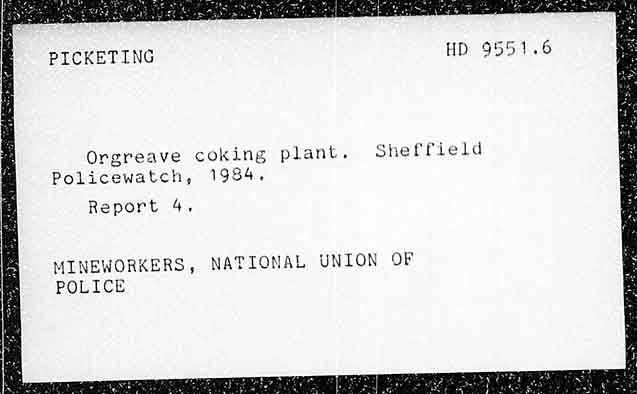 PICKETING HD 9551.6
Orgreave coking plant. Sheffield
Policewatch, 1984.
Report 4.
MINEWORKERS, NATIONAL UNION OF
POLICE